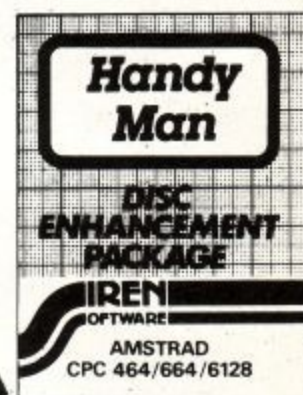 Handy
Man
DISC
ENHANCEMENT
PACKAGE
IREN
OFTWARE
AMSTRAD
CPC 464/664/6128